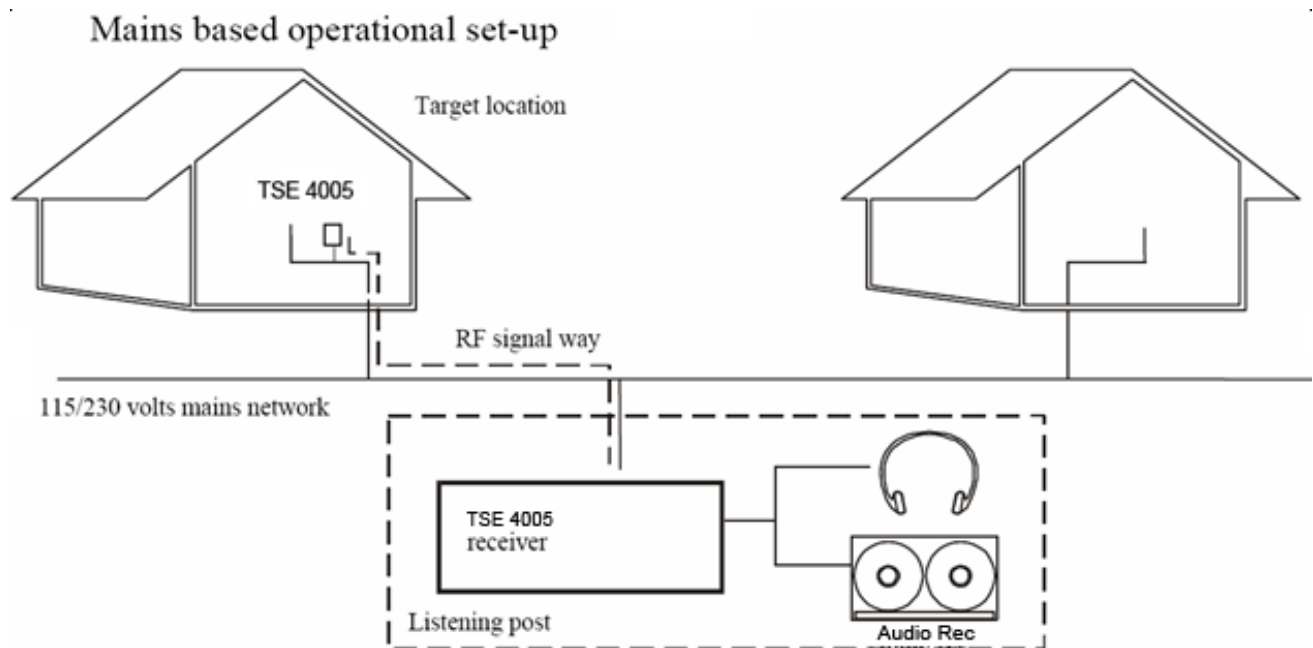 Mains based operational set-up
Target location
TSE 4005
RF signal way
115/230 volts mains network
TSE 4005
receiver
Listening post
Audio Rec